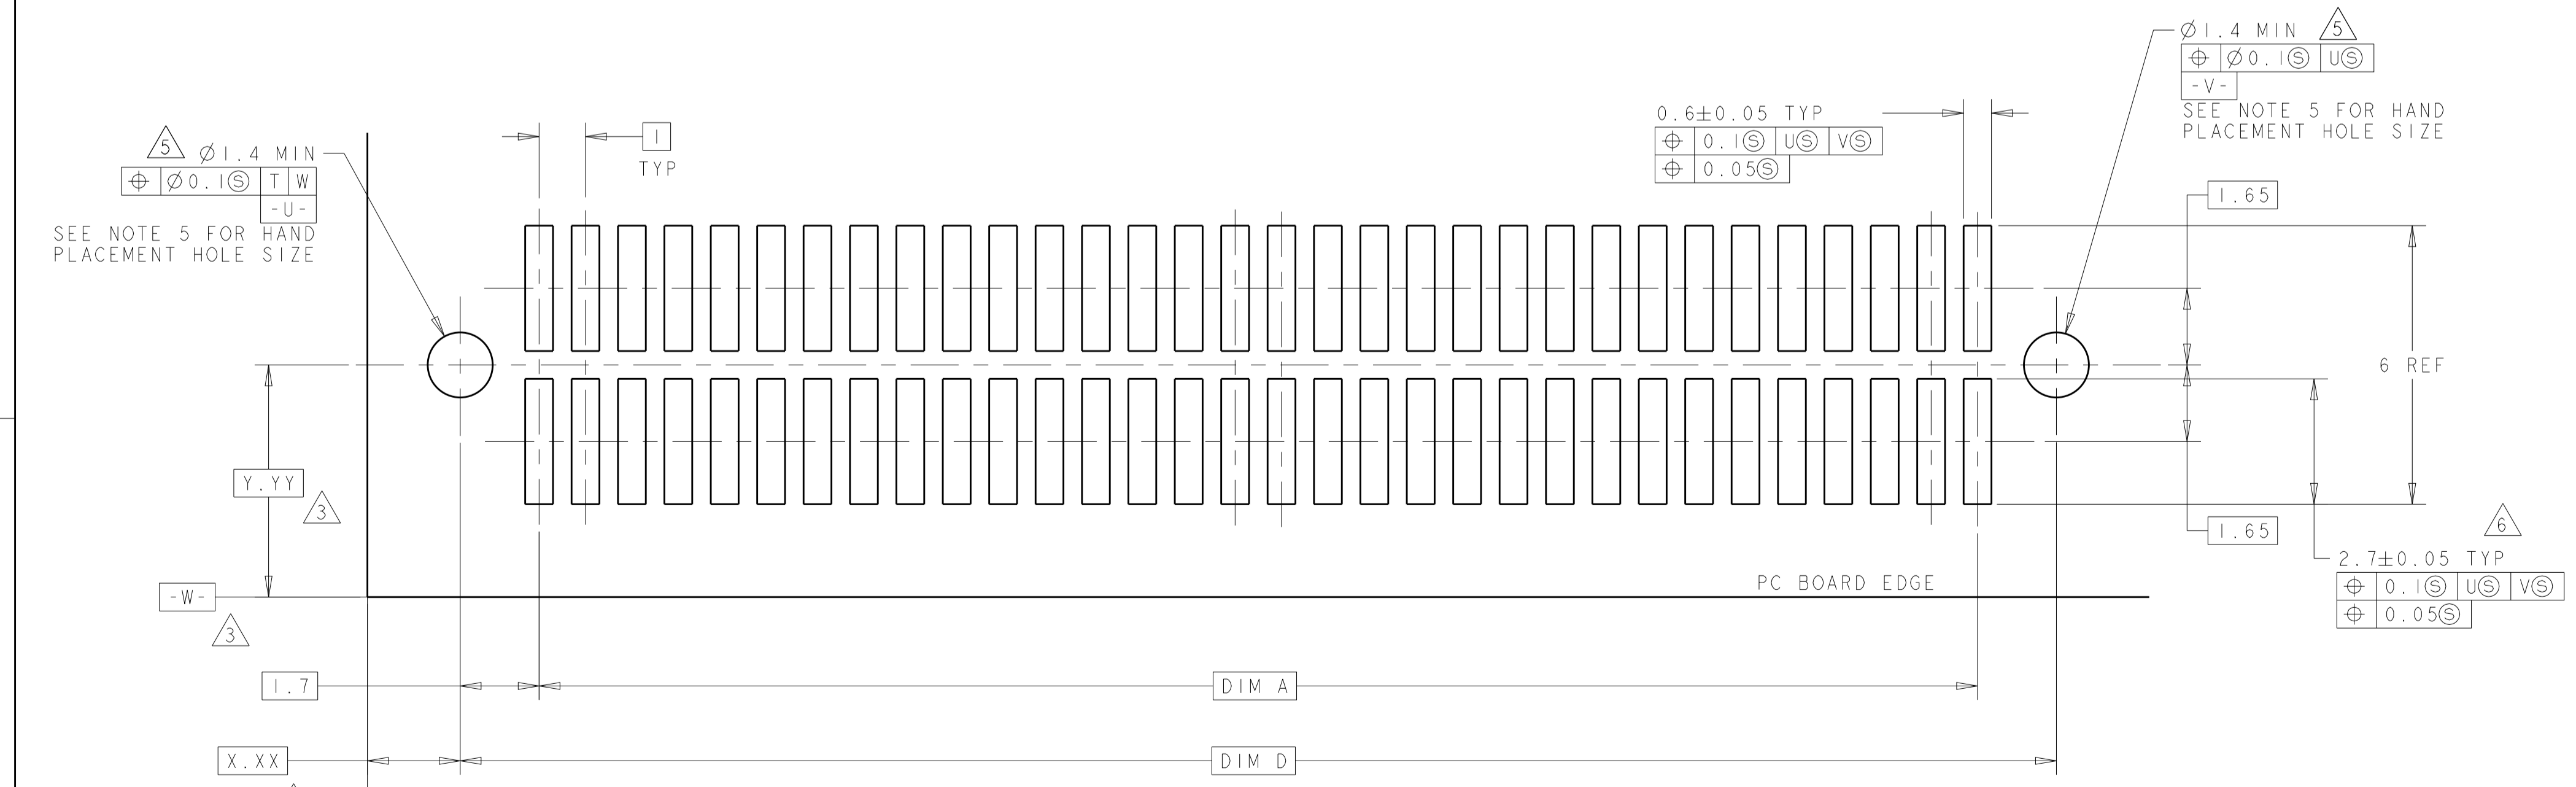 5 Ø1.4 MIN
⌖ Ø0.1Ⓢ T W
-U-
SEE NOTE 5 FOR HAND
PLACEMENT HOLE SIZE
1
TYP
0.6±0.05 TYP
⌖ 0.1Ⓢ UⓈ VⓈ
⌖ 0.05Ⓢ
Ø1.4 MIN 5
⌖ Ø0.1Ⓢ UⓈ
-V-
SEE NOTE 5 FOR HAND
PLACEMENT HOLE SIZE
1.65
6 REF
Y.YY
3
1.65
6
2.7±0.05 TYP
⌖ 0.1Ⓢ UⓈ VⓈ
⌖ 0.05Ⓢ
-W-
3
PC BOARD EDGE
1.7
DIM A
X.XX
DIM D